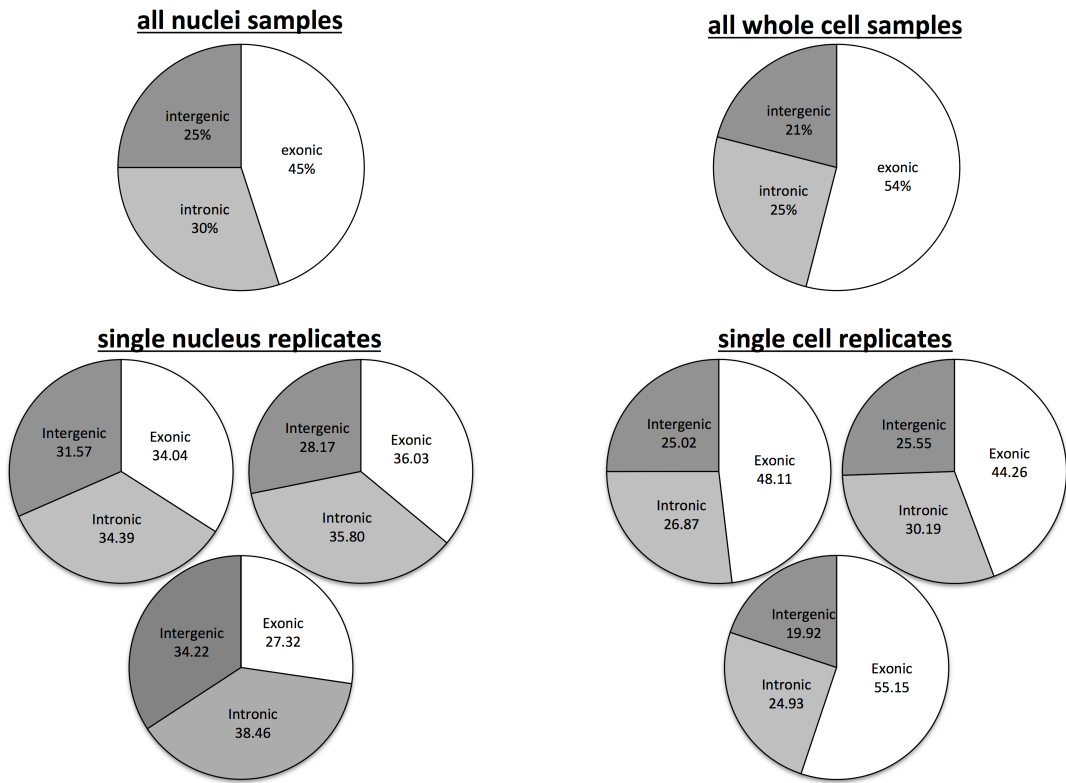 all nuclei samples
intergenic
25%
exonic
45%
intronic
30%
all whole cell samples
intergenic
21%
exonic
54%
intronic
25%
single nucleus replicates
Intergenic
31.57
Exonic
34.04
Intronic
34.39
Intergenic
28.17
Exonic
36.03
Intronic
35.80
Intergenic
34.22
Exonic
27.32
Intronic
38.46
single cell replicates
Intergenic
25.02
Exonic
48.11
Intronic
26.87
Intergenic
25.55
Exonic
44.26
Intronic
30.19
Intergenic
19.92
Exonic
55.15
Intronic
24.93